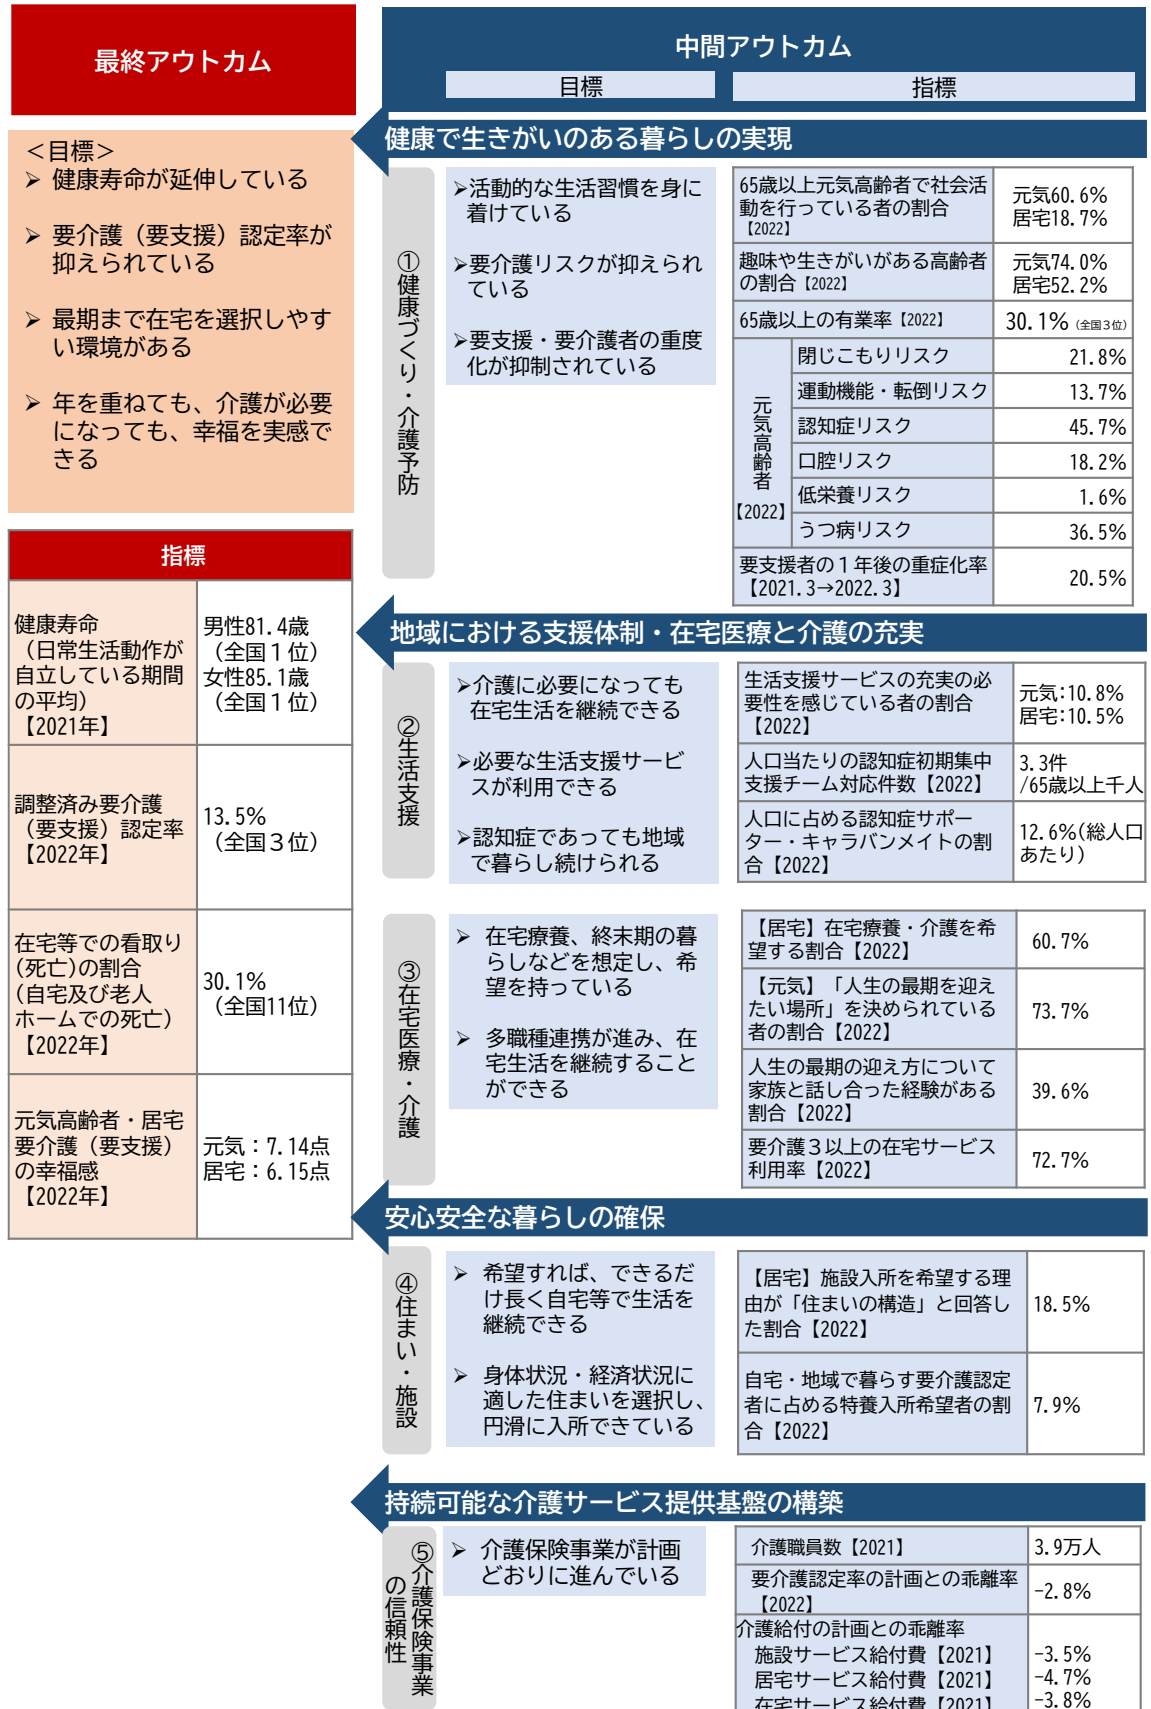 最終アウトカム
＜目標＞
➢ 健康寿命が延伸している
➢ 要介護（要支援）認定率が
抑えられている
➢ 最期まで在宅を選択しやす
い環境がある
➢ 年を重ねても、介護が必要
になっても、幸福を実感で
きる
指標
健康寿命
（日常生活動作が
自立している期間
の平均）
【2021年】
男性81.4歳
（全国１位）
女性85.1歳
（全国１位）
調整済み要介護
（要支援）認定率
【2022年】
13.5%
（全国３位）
在宅等での看取り
(死亡)の割合
(自宅及び老人
ホームでの死亡）
【2022年】
30.1%
（全国11位）
元気高齢者・居宅
要介護（要支援）
の幸福感
【2022年】
元気：7.14点
居宅：6.15点
中間アウトカム
目標
指標
健康で生きがいのある暮らしの実現
①健康づくり・介護予防
➢活動的な生活習慣を身に
着けている
➢要介護リスクが抑えられ
ている
➢要支援・要介護者の重度
化が抑制されている
65歳以上元気高齢者で社会活
動を行っている者の割合
【2022】
元気60.6%
居宅18.7%
趣味や生きがいがある高齢者
の割合【2022】
元気74.0%
居宅52.2%
65歳以上の有業率【2022】
30.1%（全国３位）
元気高齢者
【2022】
閉じこもりリスク
21.8%
運動機能・転倒リスク
13.7%
認知症リスク
45.7%
口腔リスク
18.2%
低栄養リスク
1.6%
うつ病リスク
36.5%
要支援者の１年後の重症化率
【2021.3→2022.3】
20.5%
地域における支援体制・在宅医療と介護の充実
②生活支援
➢介護に必要になっても
在宅生活を継続できる
➢必要な生活支援サービ
スが利用できる
➢認知症であっても地域
で暮らし続けられる
生活支援サービスの充実の必
要性を感じている者の割合
【2022】
元気:10.8%
居宅:10.5%
人口当たりの認知症初期集中
支援チーム対応件数【2022】
3.3件
/65歳以上千人
人口に占める認知症サポー
ター・キャラバンメイトの割
合【2022】
12.6%(総人口
あたり)
③在宅医療・介護
➢ 在宅療養、終末期の暮
らしなどを想定し、希
望を持っている
➢ 多職種連携が進み、在
宅生活を継続すること
ができる
【居宅】在宅療養・介護を希
望する割合【2022】
60.7%
【元気】「人生の最期を迎え
たい場所」を決められている
者の割合【2022】
73.7%
人生の最期の迎え方について
家族と話し合った経験がある
割合【2022】
39.6%
要介護３以上の在宅サービス
利用率【2022】
72.7%
安心安全な暮らしの確保
④住まい・施設
➢ 希望すれば、できるだ
け長く自宅等で生活を
継続できる
➢ 身体状況・経済状況に
適した住まいを選択し、
円滑に入所できている
【居宅】施設入所を希望する理
由が「住まいの構造」と回答し
た割合【2022】
18.5%
自宅・地域で暮らす要介護認定
者に占める特養入所希望者の割
合【2022】
7.9%
持続可能な介護サービス提供基盤の構築
⑤介護保険事業
の信頼性
➢ 介護保険事業が計画
どおりに進んでいる
介護職員数【2021】
3.9万人
要介護認定率の計画との乖離率
【2022】
-2.8%
介護給付の計画との乖離率
施設サービス給付費【2021】
-3.5%
居宅サービス給付費【2021】
-4.7%
在宅サービス給付費【2021】
-3.8%